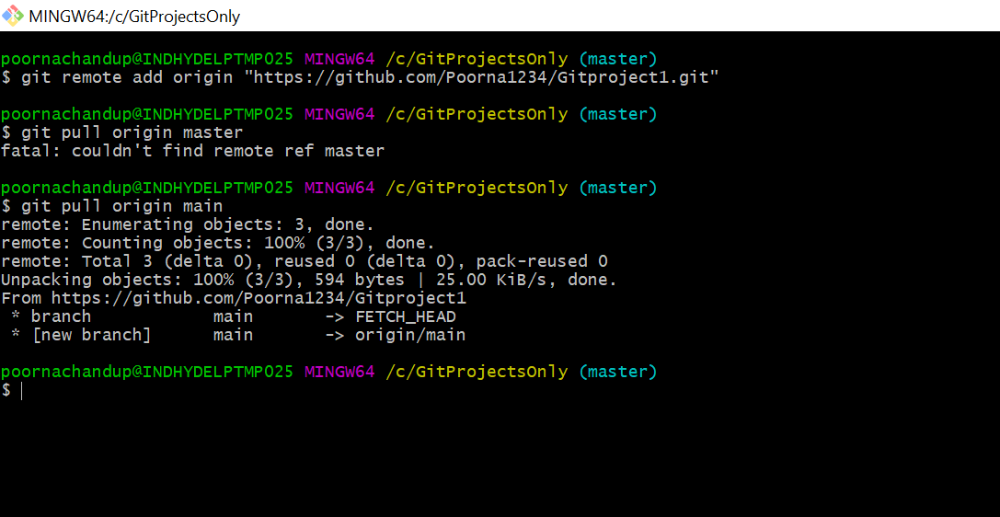 MINGW64:/c/GitProjectsOnly
poornachandup@INDHYDELPTMP025 MINGW64 /c/GitProjectsOnly (master)
$ git remote add origin "https://github.com/Poorna1234/Gitproject1.git"
poornachandup@INDHYDELPTMP025 MINGW64 /c/GitProjectsOnly (master)
$ git pull origin master
fatal: couldn't find remote ref master
poornachandup@INDHYDELPTMP025 MINGW64 /c/GitProjectsOnly (master)
$ git pull origin main
remote: Enumerating objects: 3, done.
remote: Counting objects: 100% (3/3), done.
remote: Total 3 (delta 0), reused 0 (delta 0), pack-reused 0
Unpacking objects: 100% (3/3), 594 bytes | 25.00 KiB/s, done.
From https://github.com/Poorna1234/Gitproject1
 * branch            main       -> FETCH_HEAD
 * [new branch]      main       -> origin/main
poornachandup@INDHYDELPTMP025 MINGW64 /c/GitProjectsOnly (master)
$